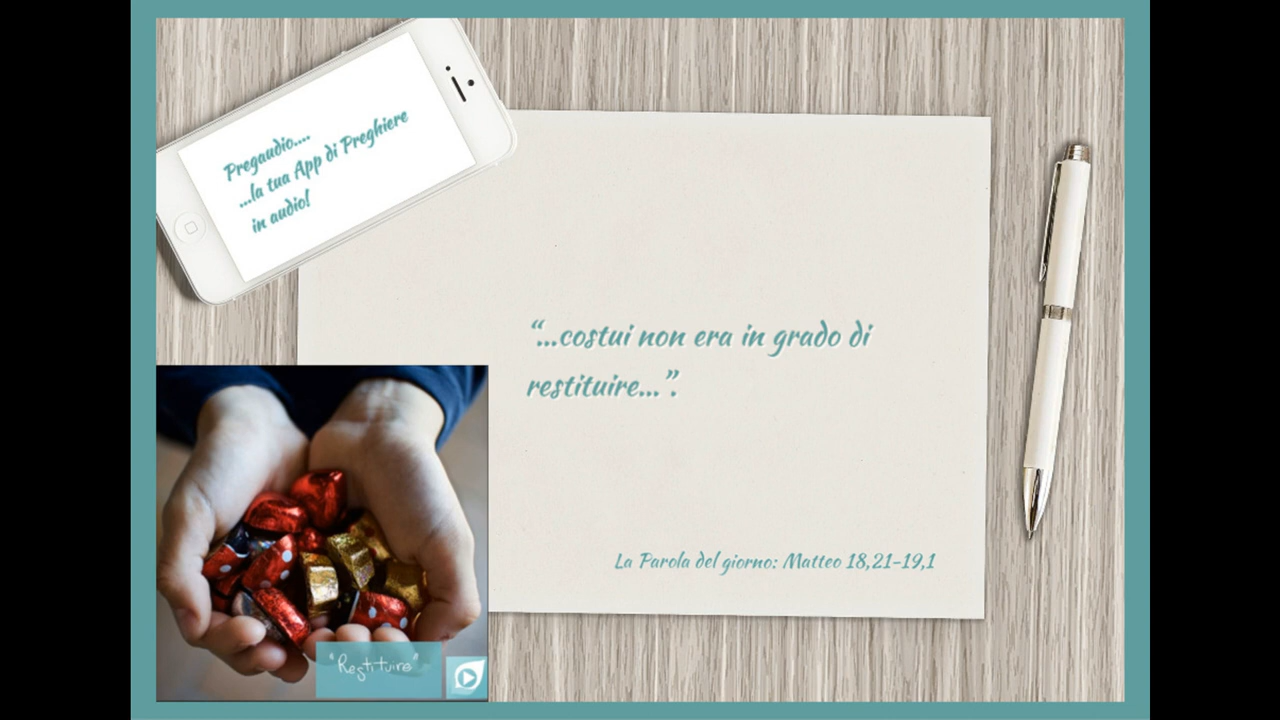 Pregaudio....
...la tua App di Preghiere
in audio!
“...costui non era in grado di
restituire...”.
La Parola del giorno: Matteo 18,21-19,1
"Restituire"